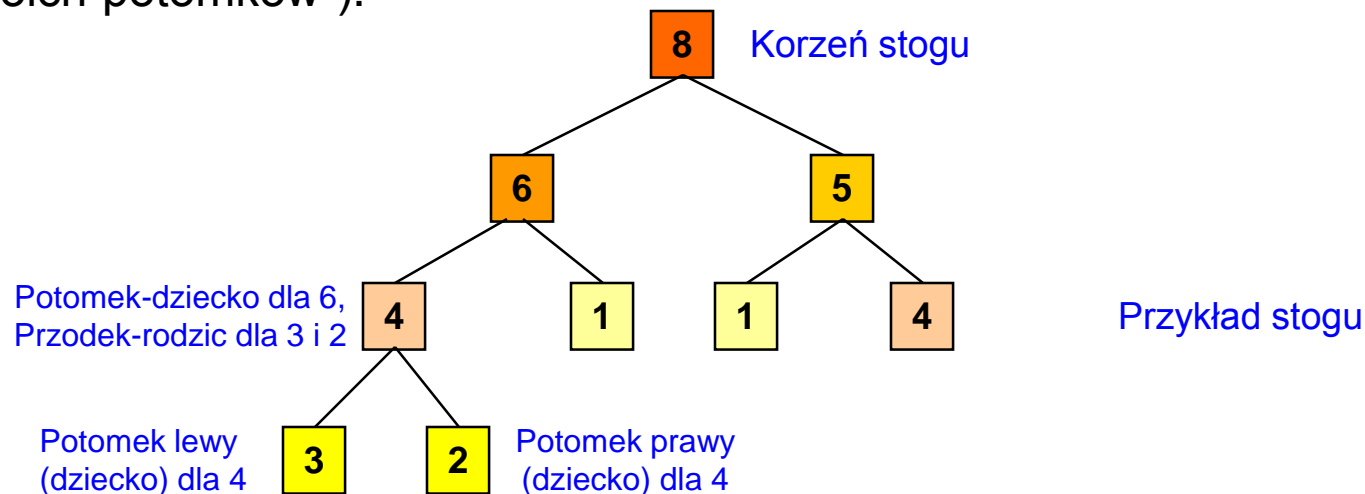 potomków").
8 Korzeń stogu
6 5
Potomek-dziecko dla 6,
Przodek-rodzic dla 3 i 2
4 1 1 4
Przykład stogu
Potomek lewy
(dziecko) dla 4
3 2
Potomek prawy
(dziecko) dla 4